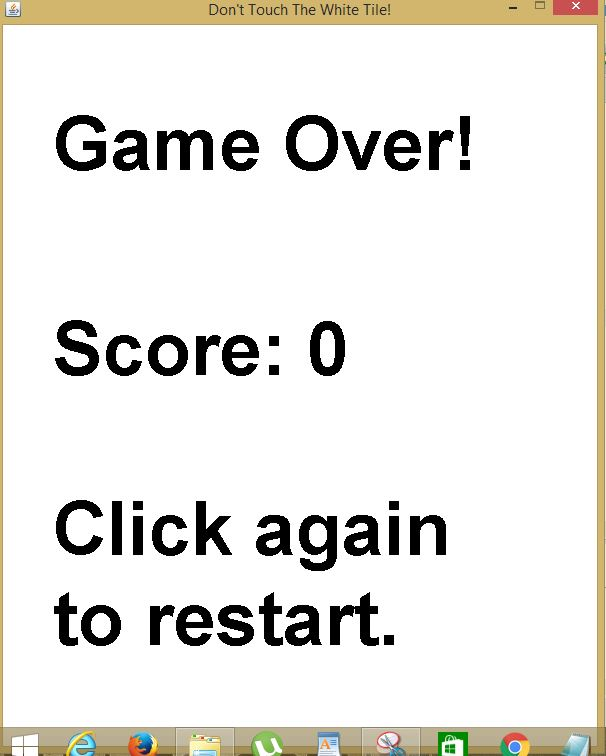 Don't Touch The White Tile!
Game Over!
Score: 0
Click again
to restart.